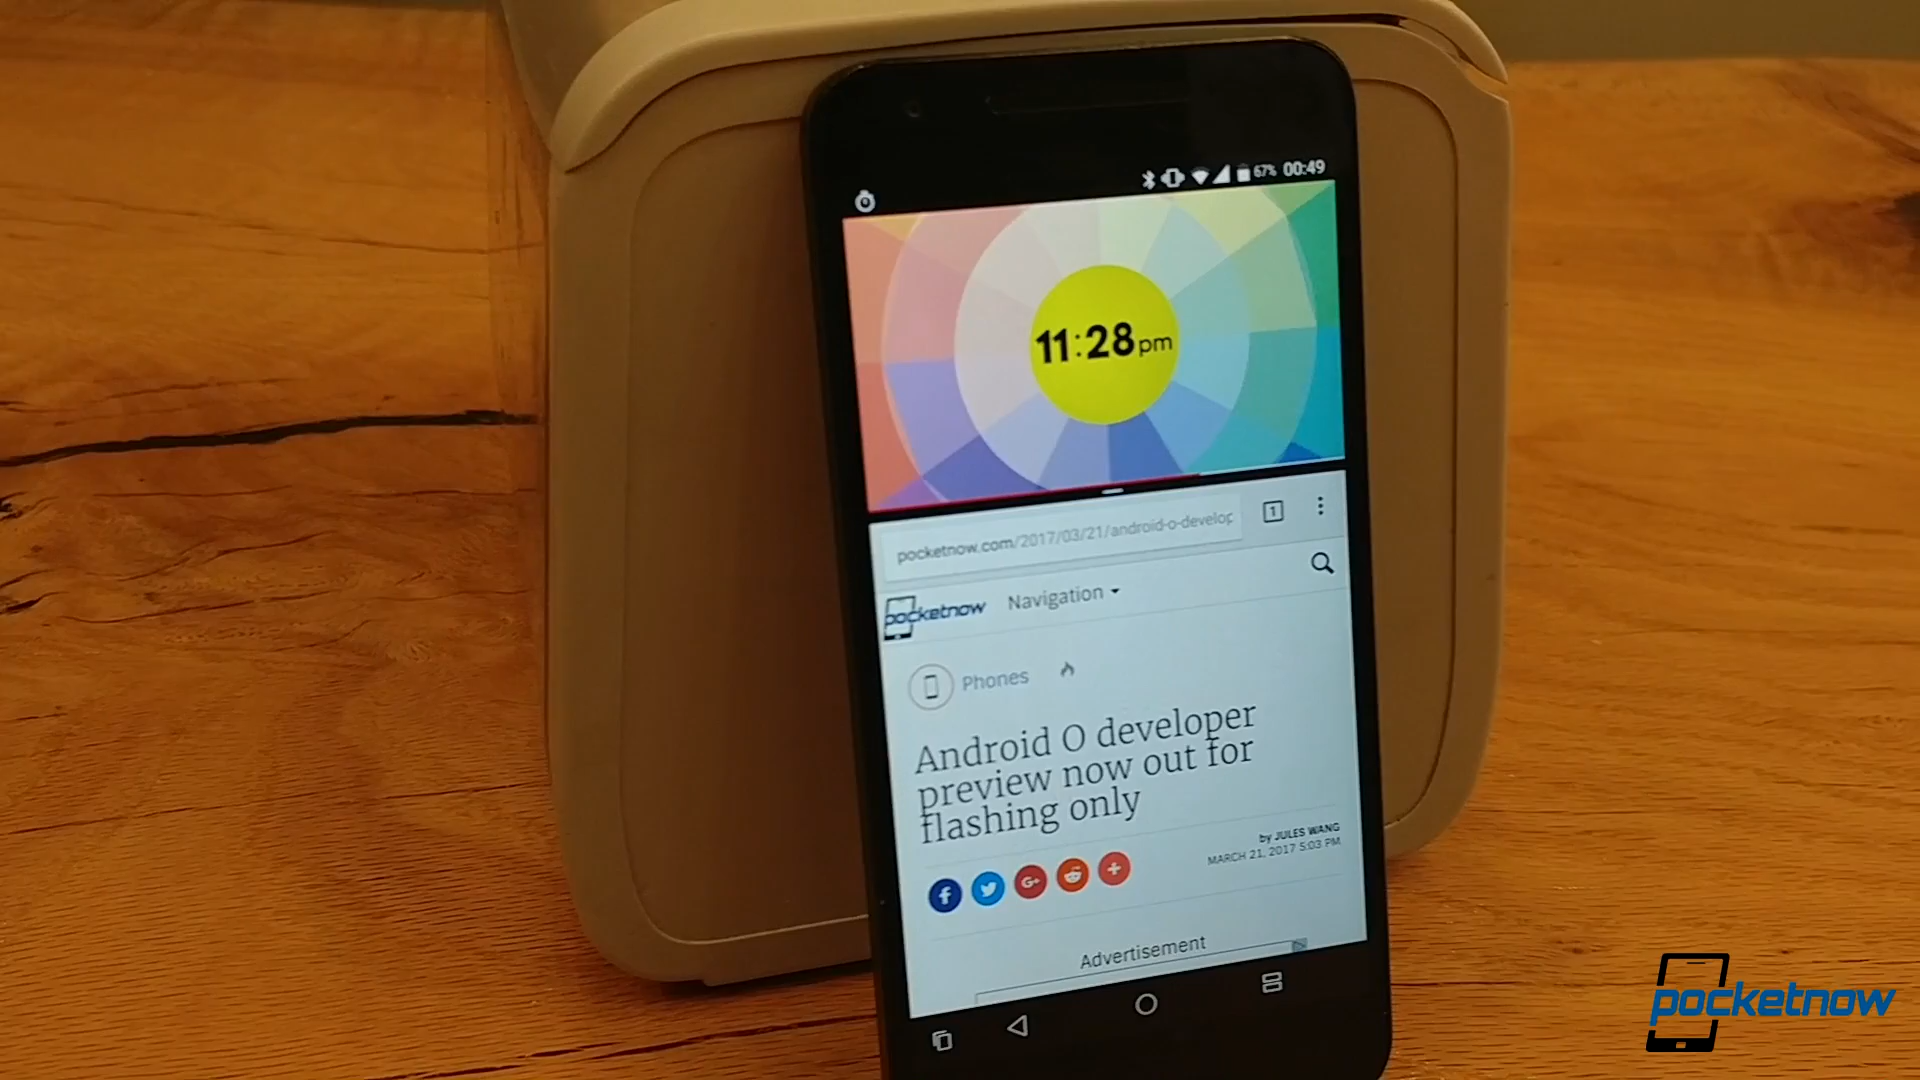 67% 00:49
11:28pm
pocketnow.com/2017/03/21/android-o-develop
1
pocketnow Navigation
Phones
Android O developer
preview now out for
flashing only
by JULES WANG
MARCH 21, 2017 5:03 PM
f G+ +
Advertisement
pocketnow